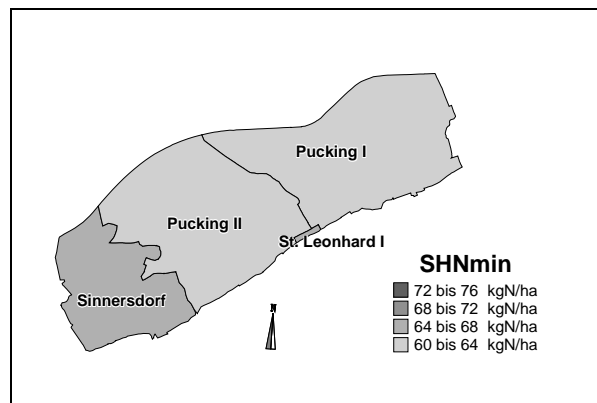 Pucking I
Pucking II
St. Leonhard I
Sinnersdorf
SHNmin
72 bis 76 kgN/ha
68 bis 72 kgN/ha
64 bis 68 kgN/ha
60 bis 64 kgN/ha
N